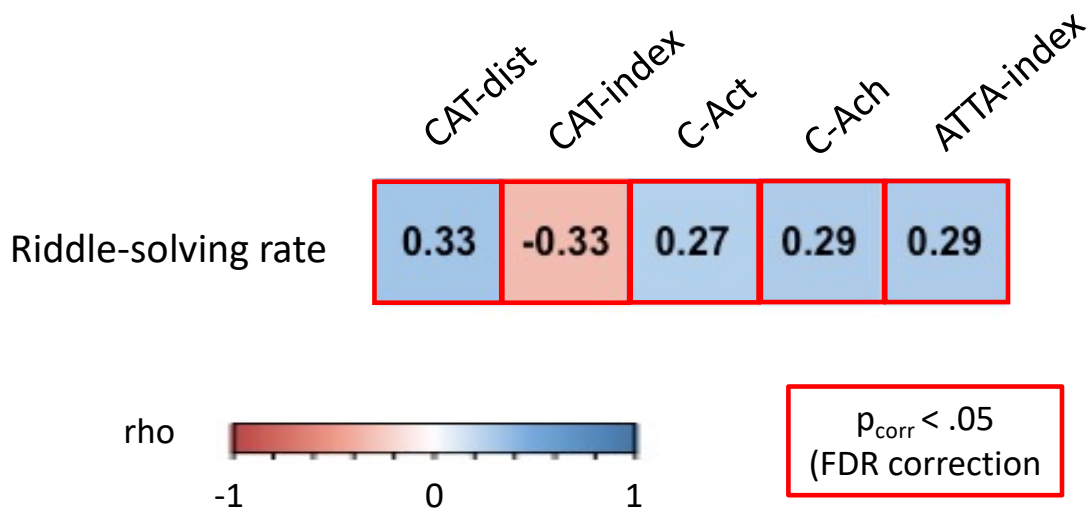 CAT-dist
CAT-index
C-Act
C-Ach
ATTA-index
Riddle-solving rate
0.33 -0.33 0.27 0.29 0.29
rho
-1 0 1
pcorr < .05
(FDR correction